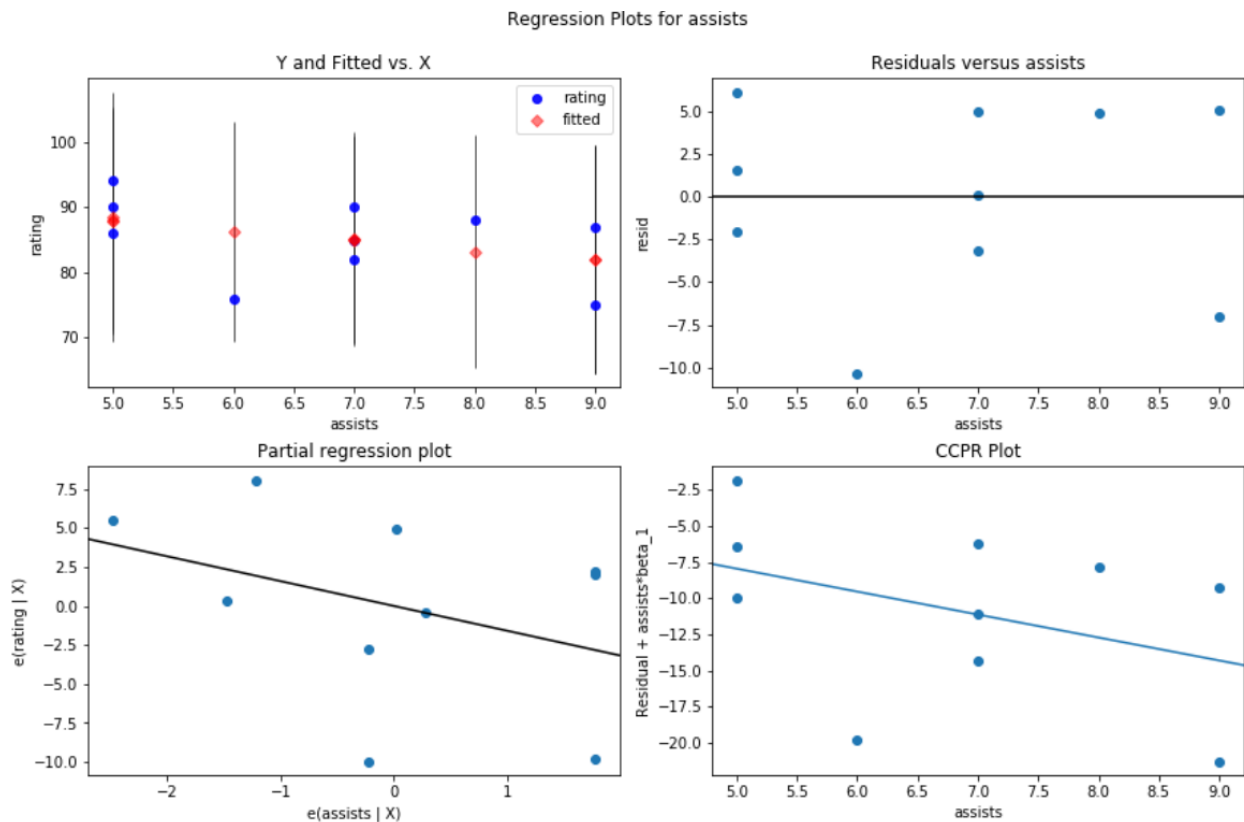 Regression Plots for assists
Y and Fitted vs. X
rating
fitted
100
90
80
70
rating
5.0 5.5 6.0 6.5 7.0 7.5 8.0 8.5 9.0
assists
Residuals versus assists
5.0
2.5
0.0
−2.5
−5.0
−7.5
−10.0
resid
5.0 5.5 6.0 6.5 7.0 7.5 8.0 8.5 9.0
assists
Partial regression plot
7.5
5.0
2.5
0.0
−2.5
−5.0
−7.5
−10.0
e(rating | X)
−2 −1 0 1
e(assists | X)
CCPR Plot
−2.5
−5.0
−7.5
−10.0
−12.5
−15.0
−17.5
−20.0
Residual + assists*beta_1
5.0 5.5 6.0 6.5 7.0 7.5 8.0 8.5 9.0
assists